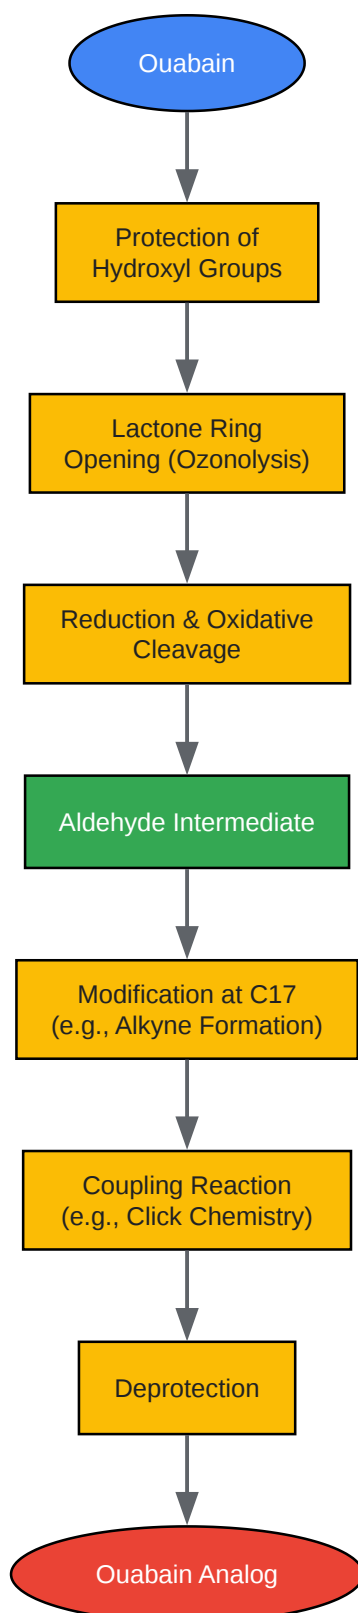 Ouabain
Protection of
Hydroxyl Groups
Lactone Ring
Opening (Ozonolysis)
Reduction & Oxidative
Cleavage
Aldehyde Intermediate
Modification at C17
(e.g., Alkyne Formation)
Coupling Reaction
(e.g., Click Chemistry)
Deprotection
Ouabain Analog